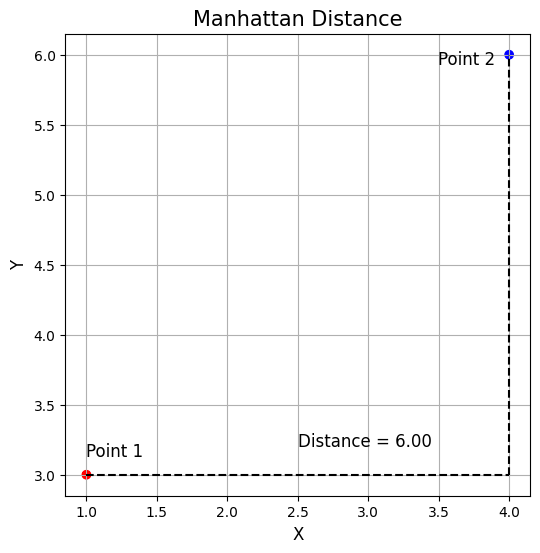 Manhattan Distance
6.0
Point 2
5.5
5.0
4.5
Y
4.0
3.5
Distance = 6.00
Point 1
3.0
1.0 1.5 2.0 2.5 3.0 3.5 4.0
X